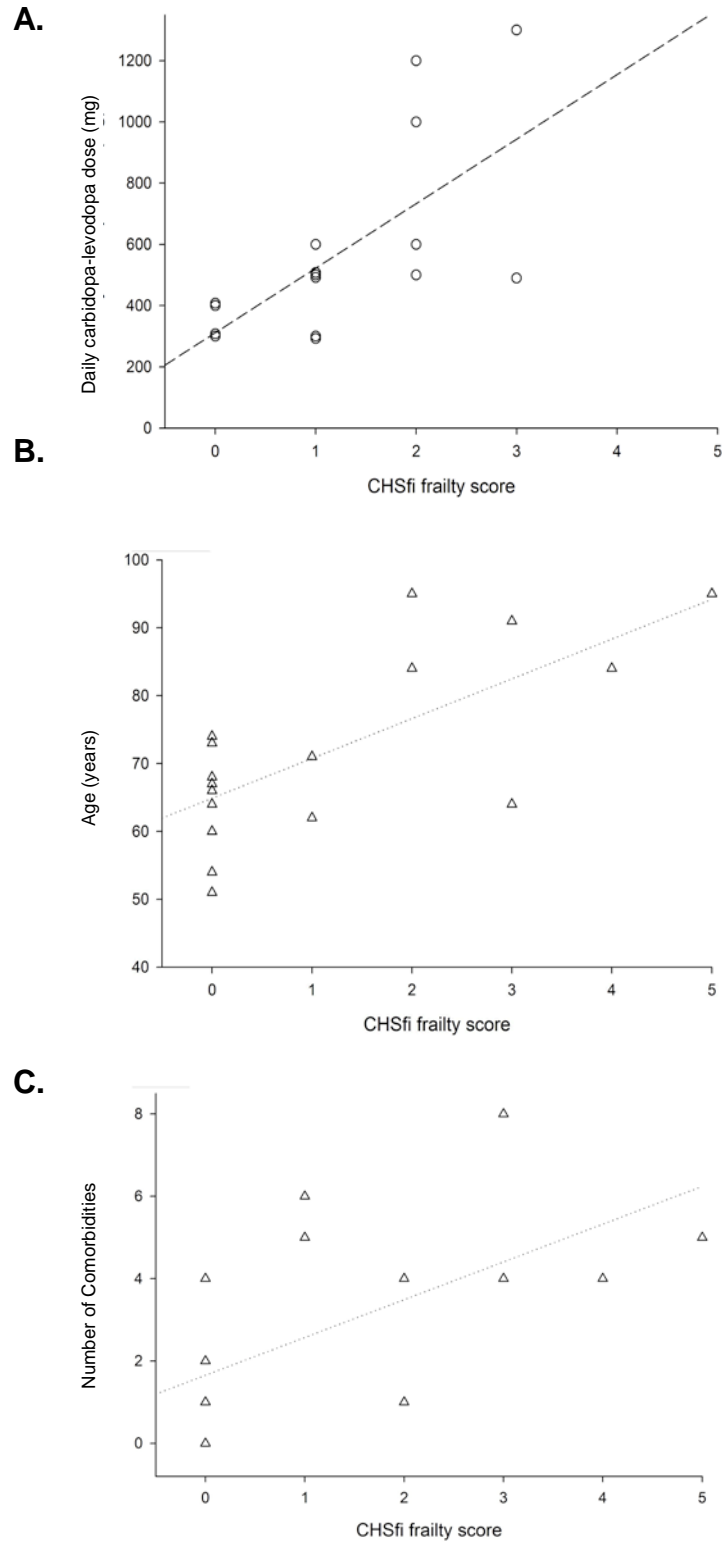 A.
Daily carbidopa-levodopa dose (mg)
1200
1000
800
600
400
200
0
0 1 2 3 4 5
CHSfi frailty score
B.
Age (years)
100
90
80
70
60
50
40
0 1 2 3 4 5
CHSfi frailty score
C.
Number of Comorbidities
8
6
4
2
0
0 1 2 3 4 5
CHSfi frailty score